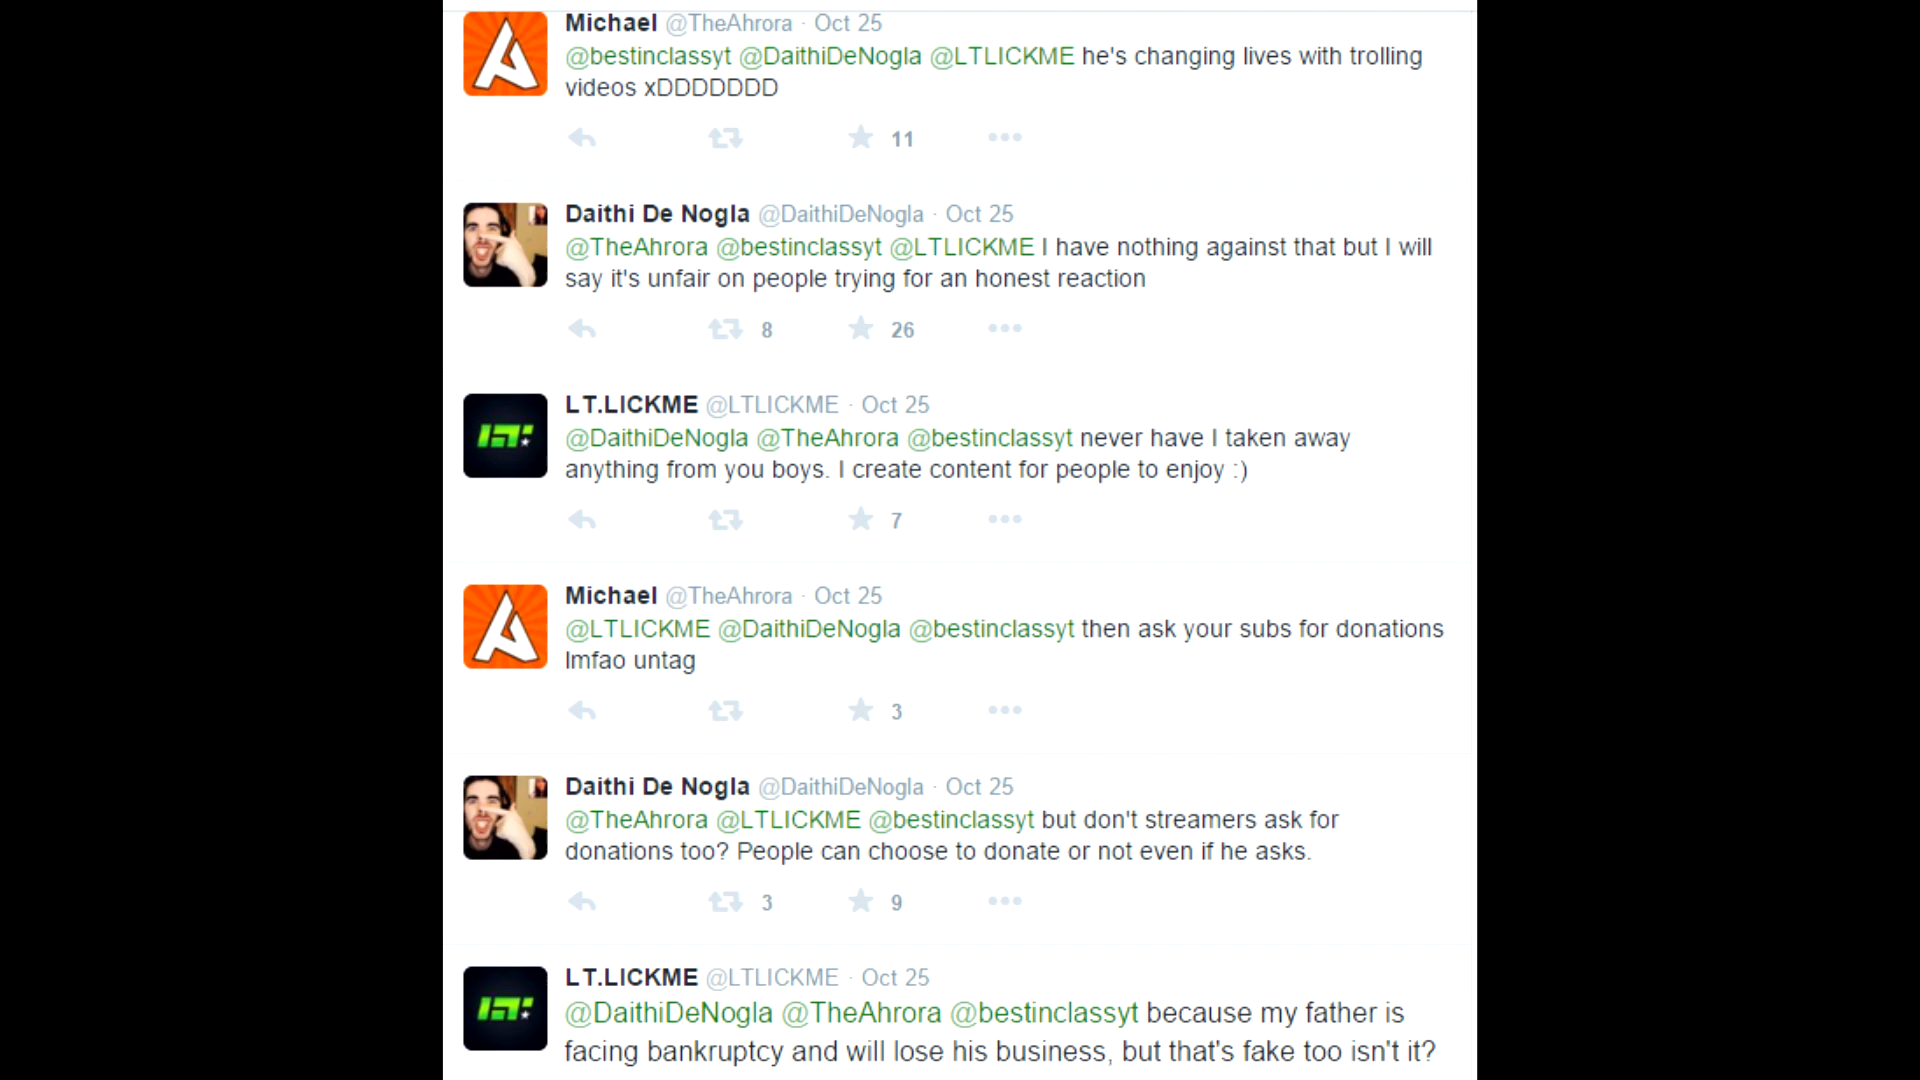 Michael @TheAhrora · Oct 25
@bestinclassyt @DaithiDeNogla @LTLICKME he's changing lives with trolling
videos xDDDDDDD
11
Daithi De Nogla @DaithiDeNogla · Oct 25
@TheAhrora @bestinclassyt @LTLICKME I have nothing against that but I will
say it's unfair on people trying for an honest reaction
8 26
LT.LICKME @LTLICKME · Oct 25
@DaithiDeNogla @TheAhrora @bestinclassyt never have I taken away
anything from you boys. I create content for people to enjoy :)
7
Michael @TheAhrora · Oct 25
@LTLICKME @DaithiDeNogla @bestinclassyt then ask your subs for donations
lmfao untag
3
Daithi De Nogla @DaithiDeNogla · Oct 25
@TheAhrora @LTLICKME @bestinclassyt but don't streamers ask for
donations too? People can choose to donate or not even if he asks.
3 9
LT.LICKME @LTLICKME · Oct 25
@DaithiDeNogla @TheAhrora @bestinclassyt because my father is
facing bankruptcy and will lose his business, but that's fake too isn't it?